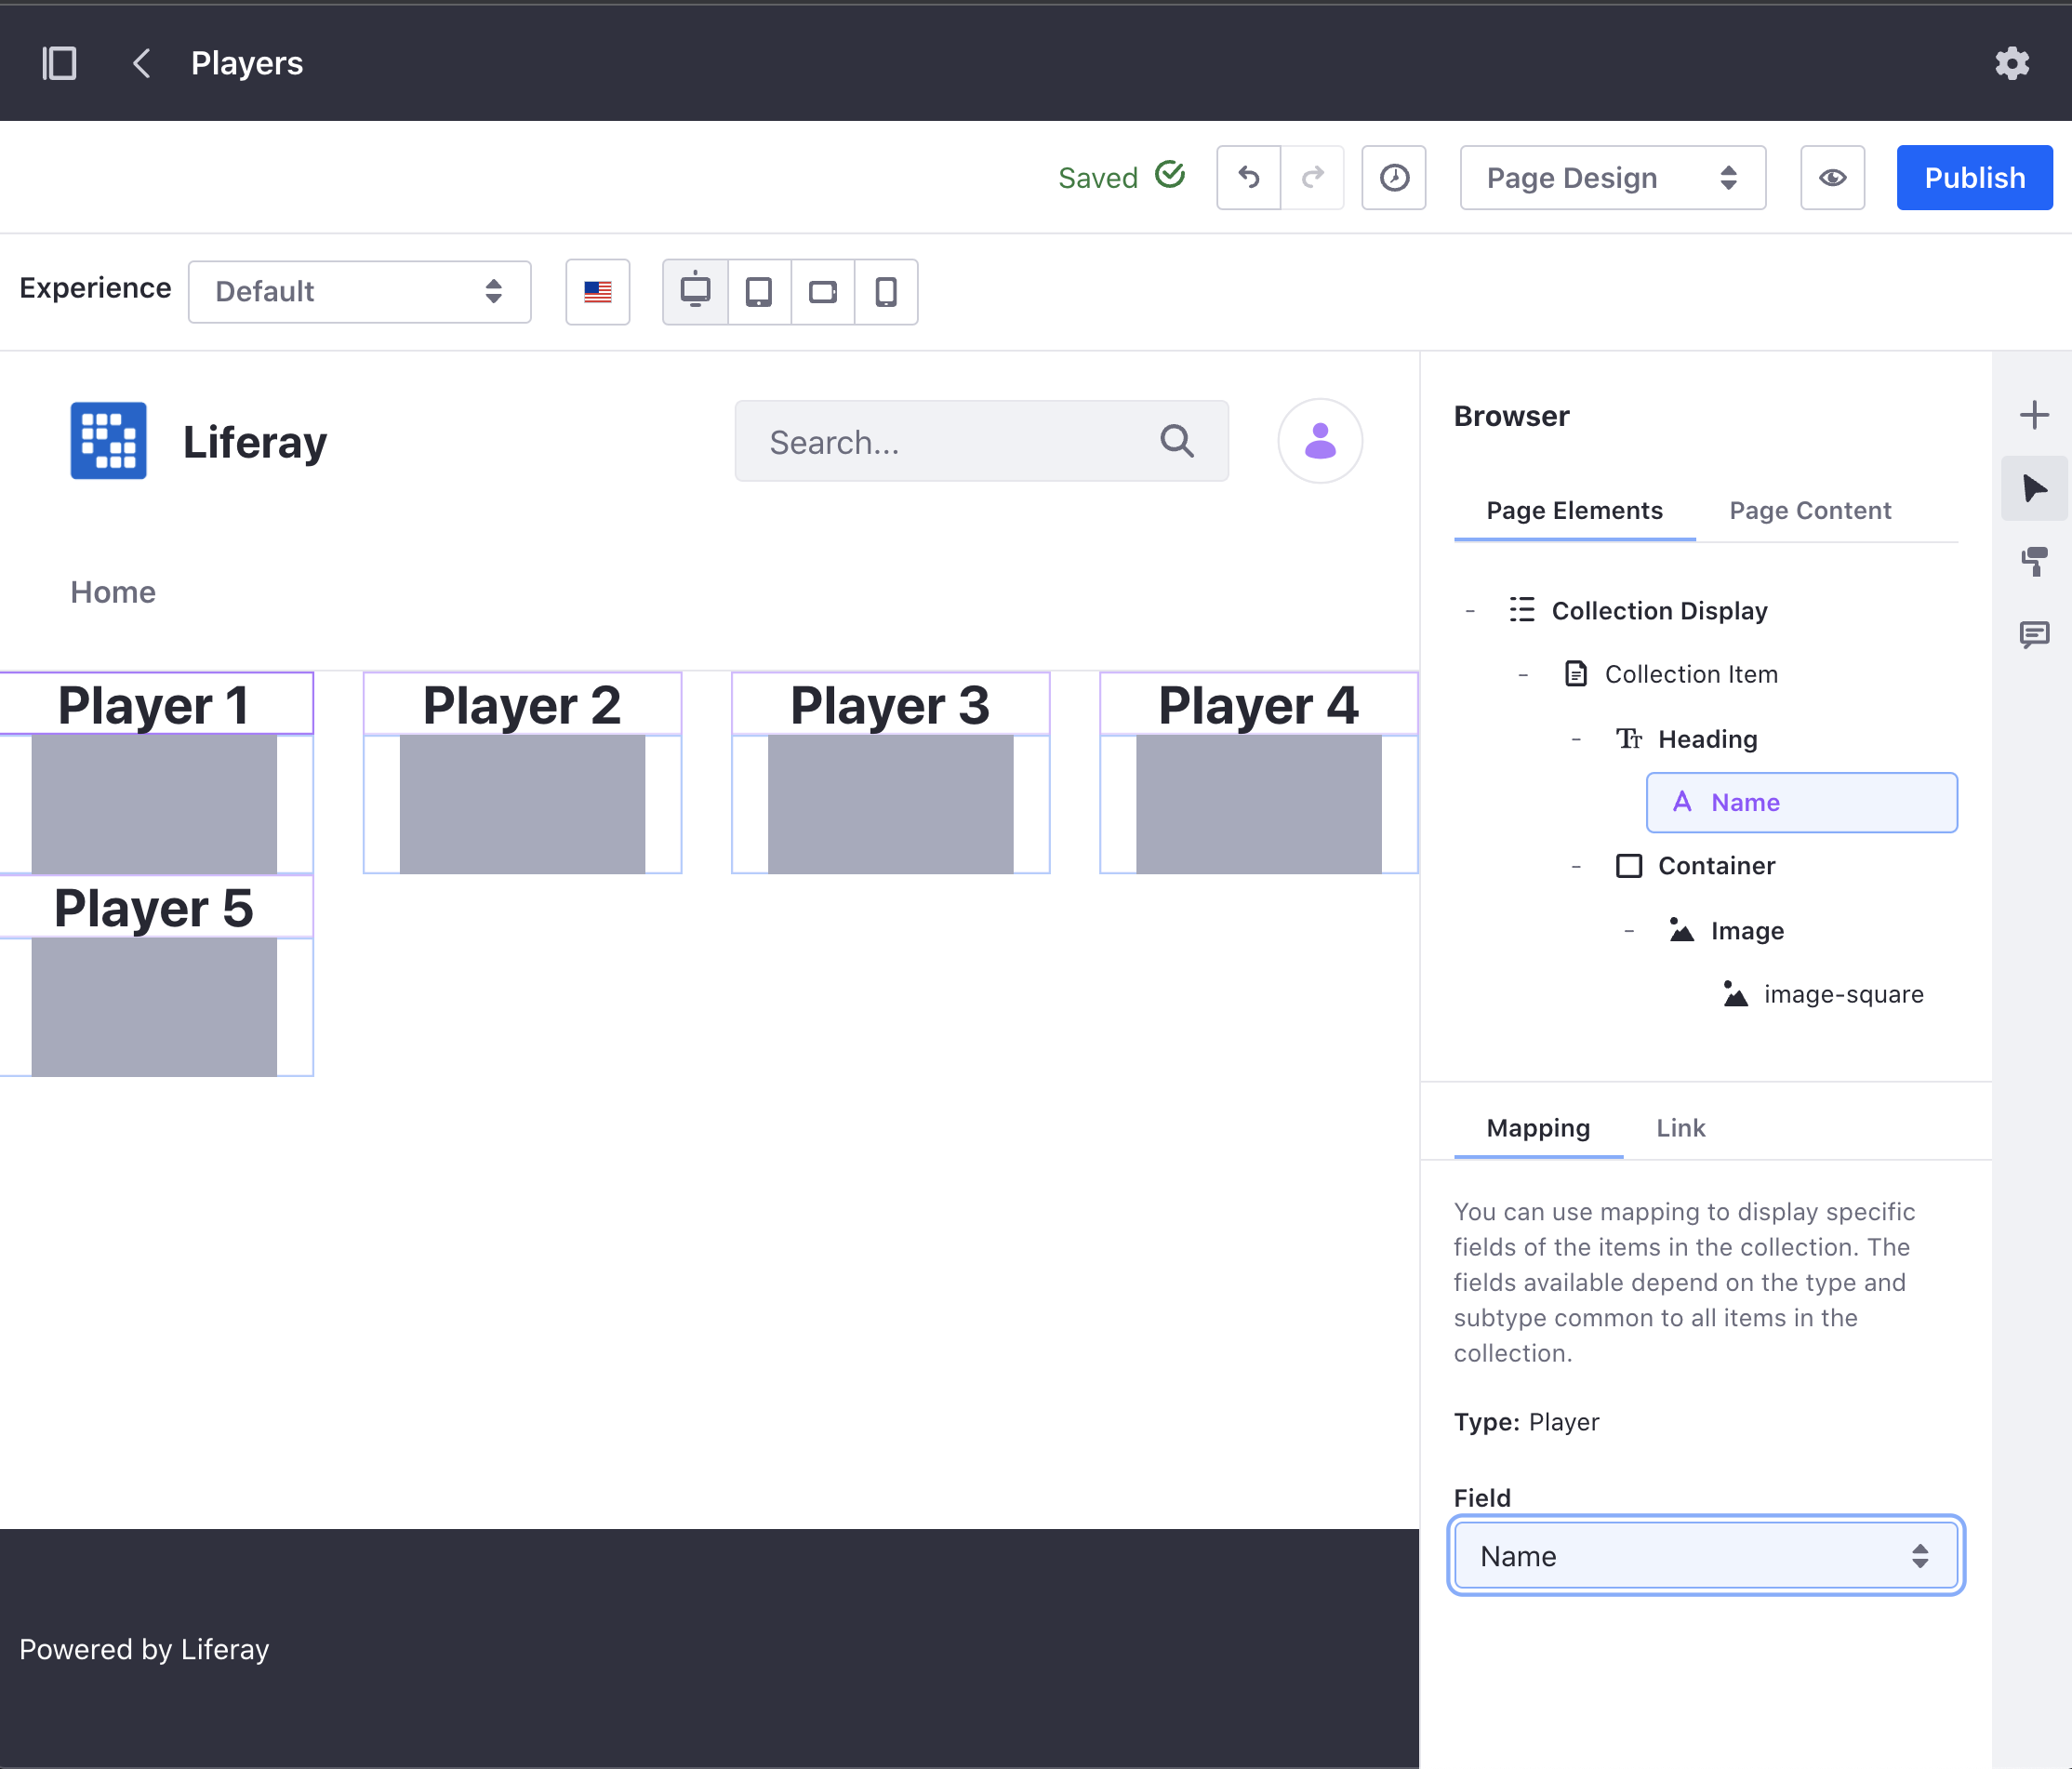 Players
Saved
Page Design
Publish
Experience
Default
Liferay
Search...
Home
Player 1
Player 2
Player 3
Player 4
Player 5
Powered by Liferay
Browser
Page Elements
Page Content
Collection Display
Collection Item
Heading
Name
Container
Image
image-square
Mapping
Link
You can use mapping to display specific
fields of the items in the collection. The
fields available depend on the type and
subtype common to all items in the
collection.
Type: Player
Field
Name